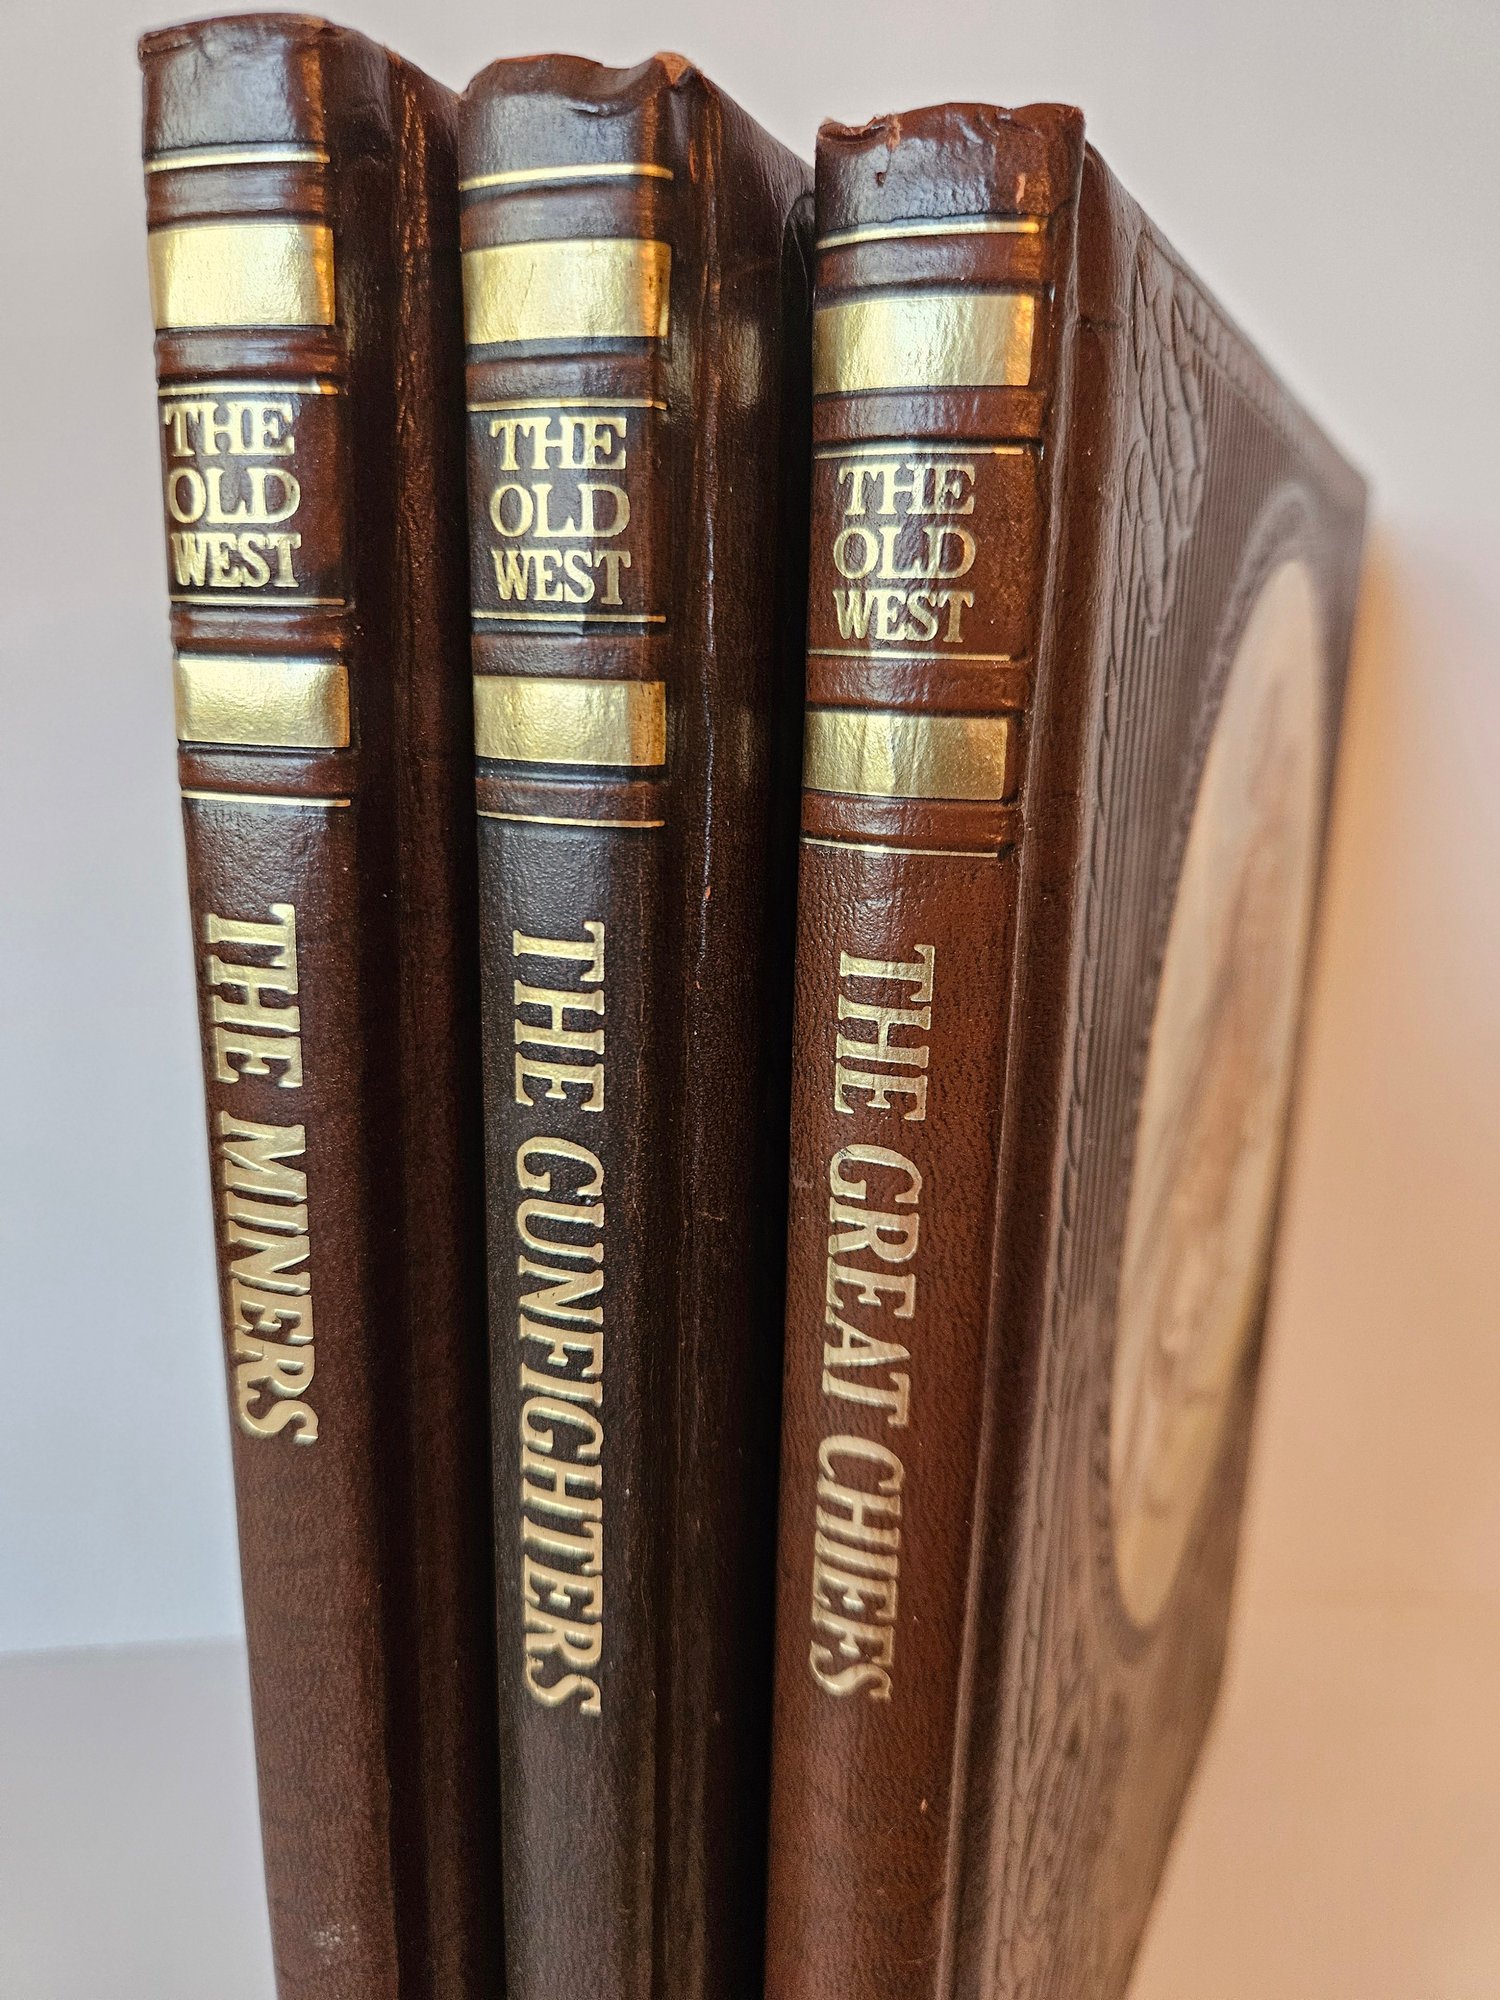 THE
OLD
WEST
THE MINERS
THE
OLD
WEST
THE GUNFIGHTERS
THE
OLD
WEST
THE GREAT CHIEFS